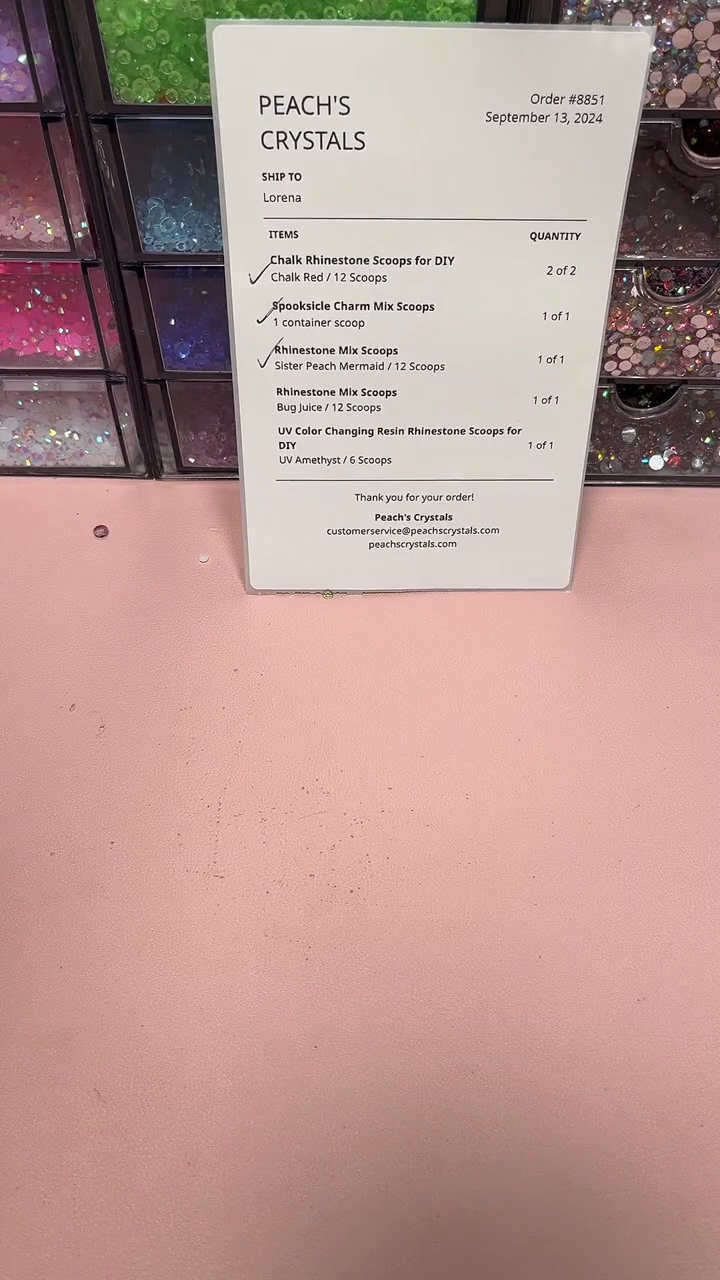 PEACH'S
CRYSTALS
Order #8851
September 13, 2024
SHIP TO
Lorena
ITEMS QUANTITY
Chalk Rhinestone Scoops for DIY
Chalk Red / 12 Scoops
2 of 2
Spooksicle Charm Mix Scoops
1 container scoop
1 of 1
Rhinestone Mix Scoops
Sister Peach Mermaid / 12 Scoops
1 of 1
Rhinestone Mix Scoops
Bug Juice / 12 Scoops
1 of 1
UV Color Changing Resin Rhinestone Scoops for
DIY
UV Amethyst / 6 Scoops
1 of 1
Thank you for your order!
Peach's Crystals
customerservice@peachscrystals.com
peachscrystals.com